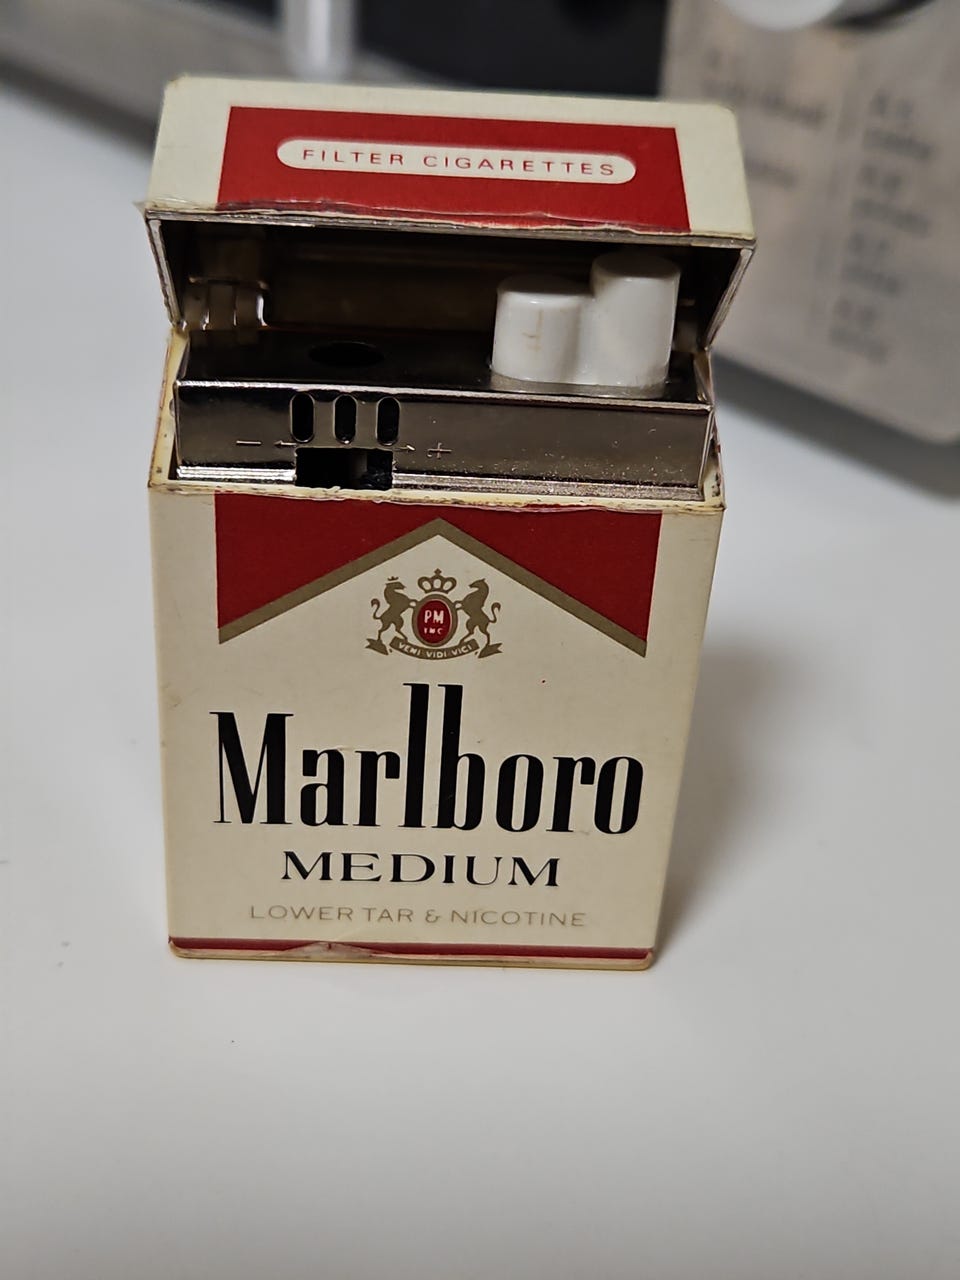 FILTER CIGARETTES
− +
PM
INC
VENI·VIDI·VICI
Marlboro
MEDIUM
LOWER TAR & NICOTINE